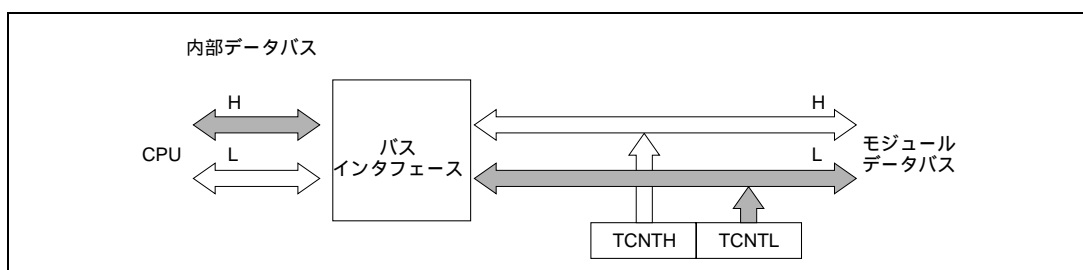 内部データバス
H
H
CPU
L
バス
インタフェース
L
モジュール
データバス
TCNTH
TCNTL